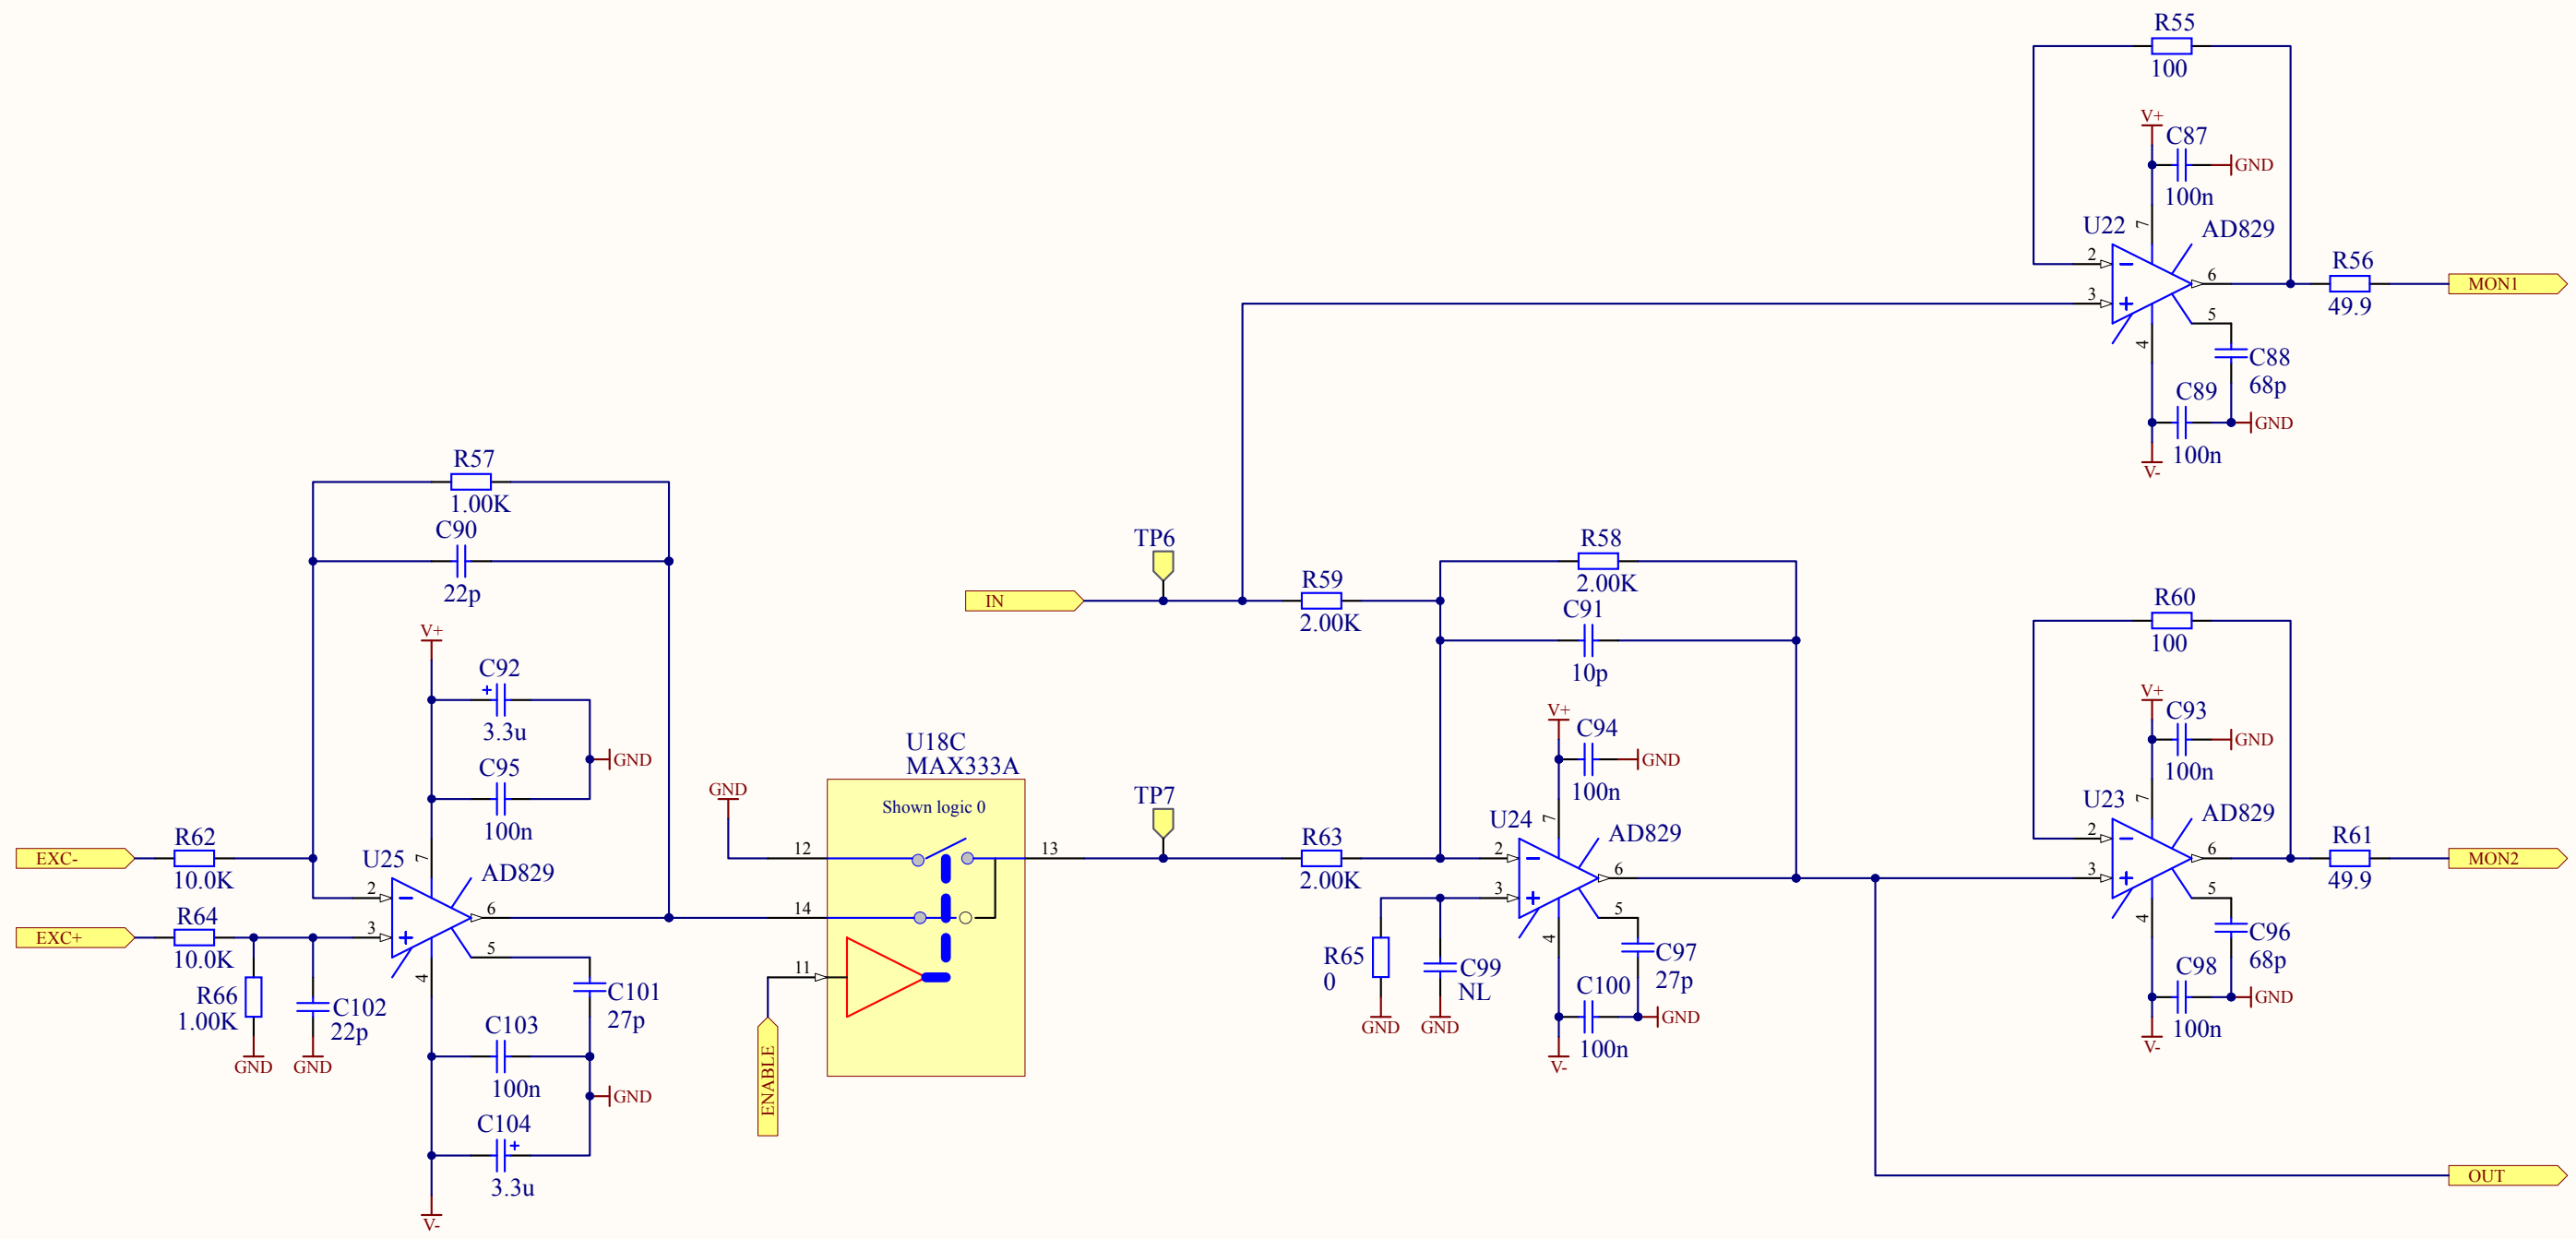 R55
100
V+
C87
GND
100n
U22
7
AD829
2
3
6
5
4
R56
49.9
MON1
C88
68p
C89
GND
100n
V-
R57
1.00K
C90
22p
V+
C92
+
3.3u
GND
C95
100n
EXC-
R62
10.0K
EXC+
R64
10.0K
U25
7
AD829
2
3
6
5
4
R66
1.00K
GND
C102
22p
GND
C101
27p
C103
100n
GND
C104
+
3.3u
V-
U18C
MAX333A
Shown logic 0
GND
12
14
11
13
ENABLE
TP6
IN
R59
2.00K
R58
2.00K
C91
10p
TP7
R63
2.00K
V+
C94
GND
100n
U24
7
AD829
2
3
6
5
4
R65
0
GND
C99
NL
GND
C97
27p
C100
GND
100n
V-
R60
100
V+
C93
GND
100n
U23
7
AD829
2
3
6
5
4
R61
49.9
MON2
C96
68p
C98
GND
100n
V-
OUT